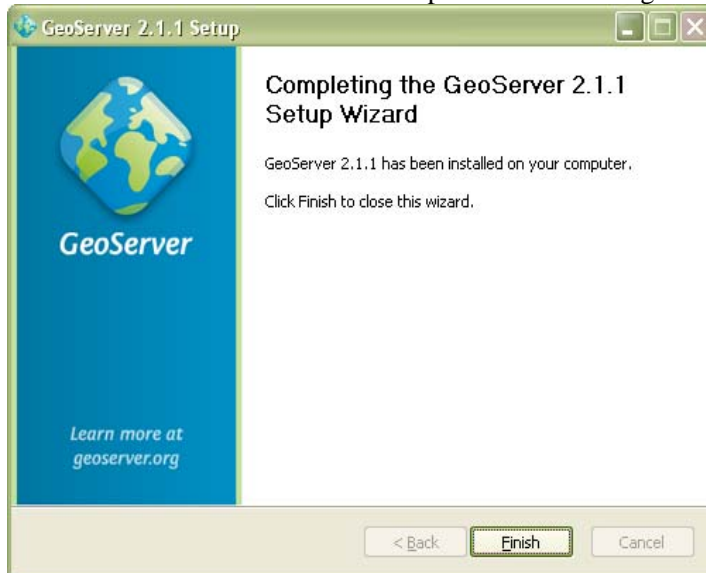 GeoServer 2.1.1 Setup
Completing the GeoServer 2.1.1
Setup Wizard
GeoServer 2.1.1 has been installed on your computer.
Click Finish to close this wizard.
GeoServer
Learn more at
geoserver.org
< Back
Finish
Cancel